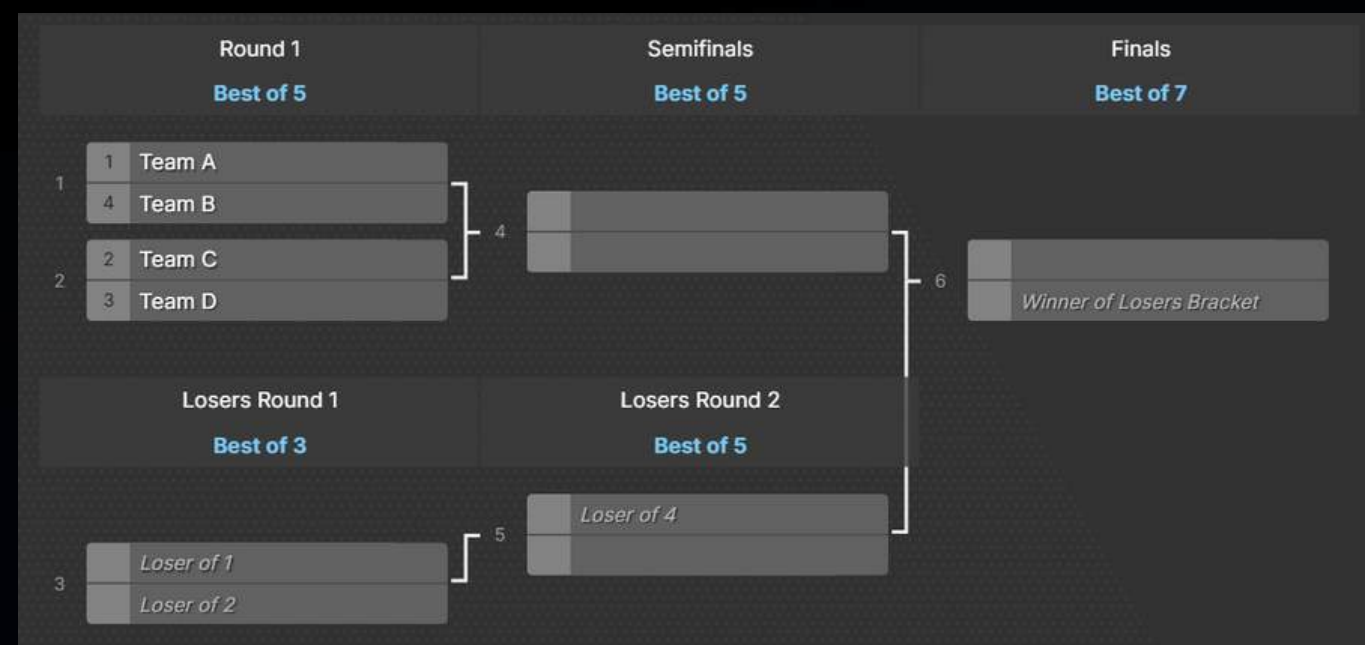 Round 1
Best of 5
Semifinals
Best of 5
Finals
Best of 7
1
1 Team A
4 Team B
2
2 Team C
3 Team D
4
6
Winner of Losers Bracket
Losers Round 1
Best of 3
Losers Round 2
Best of 5
3
Loser of 1
Loser of 2
5
Loser of 4